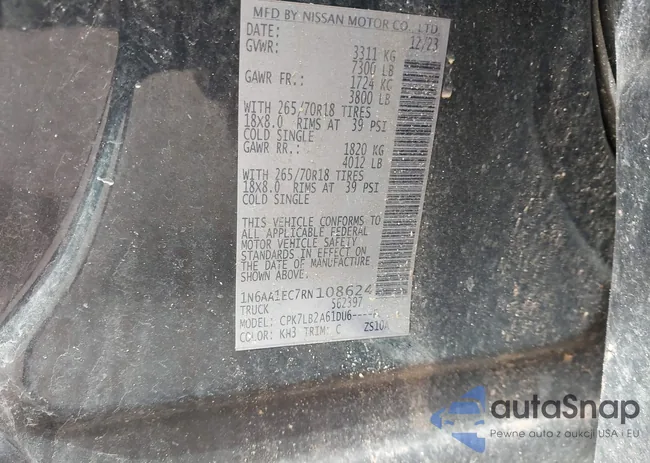 MFD BY NISSAN MOTOR CO., LTD
DATE: 12/23
GVWR: 3311 KG
7300 LB
GAWR FR.: 1724 KG
3800 LB
WITH 265/70R18 TIRES
18X8.0 RIMS AT 39 PSI
COLD SINGLE
GAWR RR.: 1820 KG
4012 LB
WITH 265/70R18 TIRES
18X8.0 RIMS AT 39 PSI
COLD SINGLE
THIS VEHICLE CONFORMS TO
ALL APPLICABLE FEDERAL
MOTOR VEHICLE SAFETY
STANDARDS IN EFFECT ON
THE DATE OF MANUFACTURE
SHOWN ABOVE.
1N6AA1EC7RN108624
TRUCK 562397
MODEL: CPK7LB2A61DU6-----
COLOR: KH3 TRIM: C ZS10A
autaSnap
Pewne auta z aukcji USA i EU